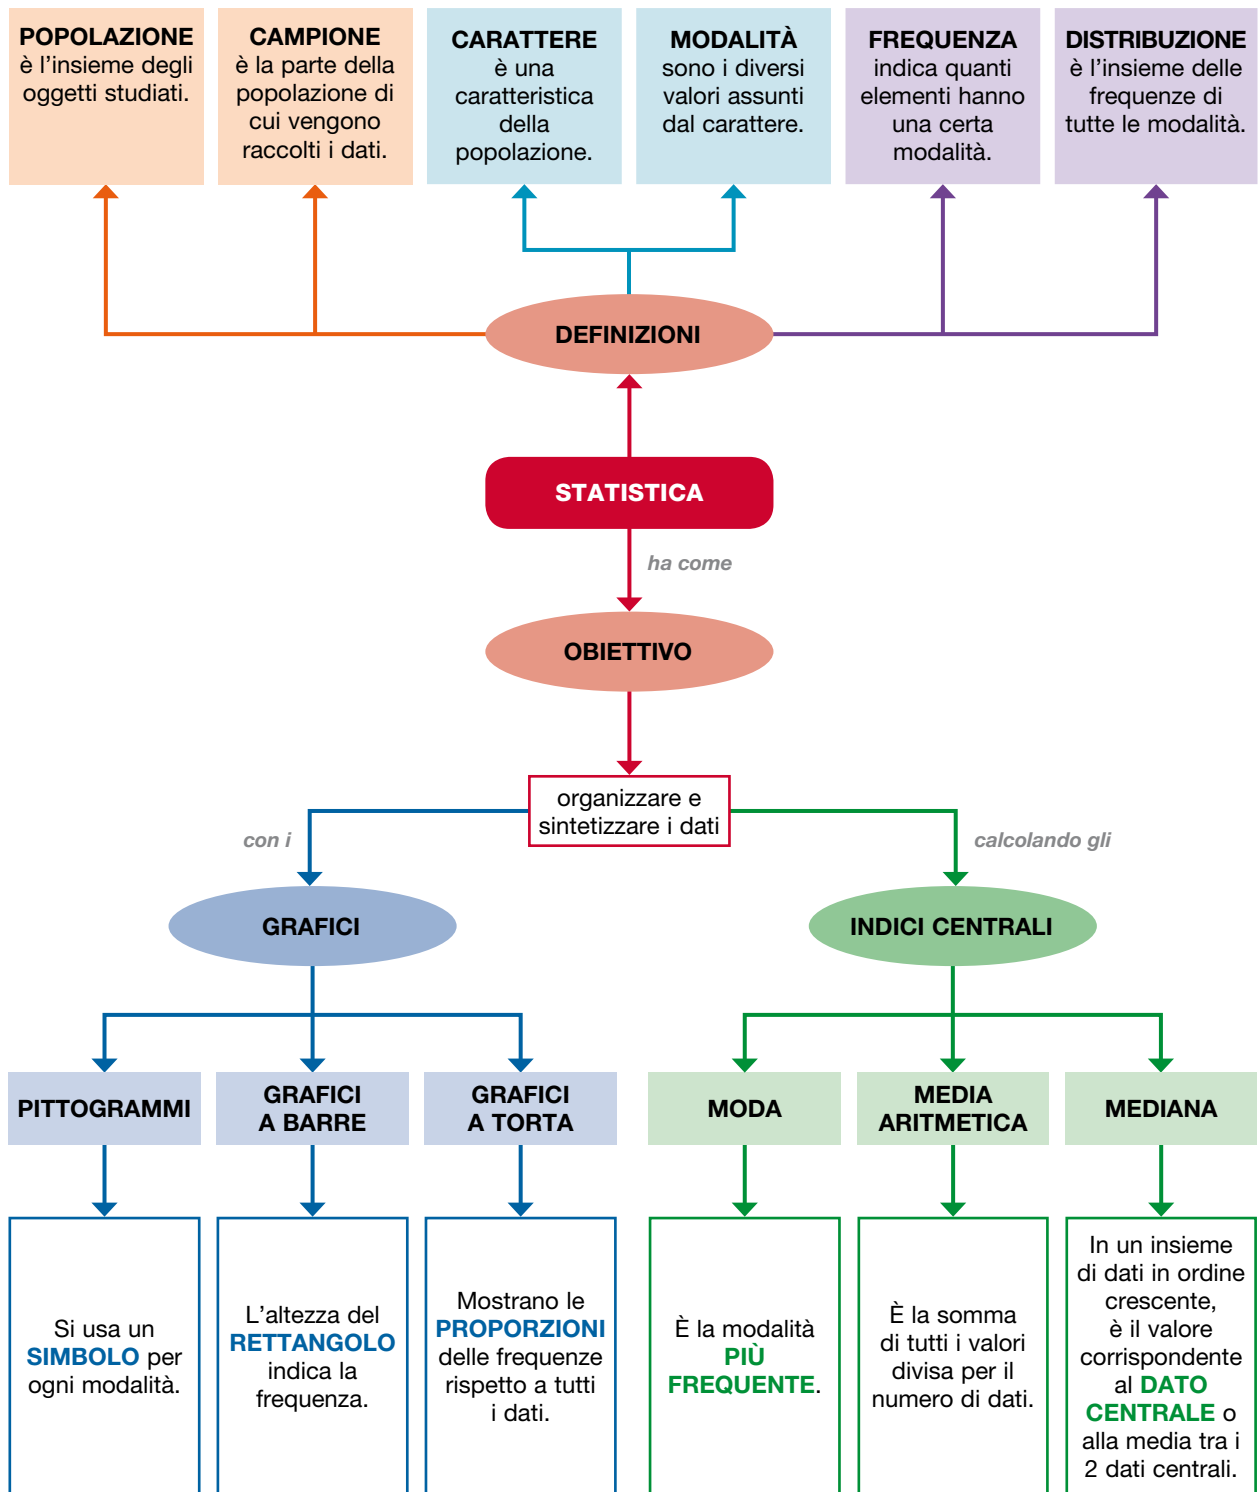 POPOLAZIONE
è l'insieme degli
oggetti studiati.
CAMPIONE
è la parte della
popolazione di
cui vengono
raccolti i dati.
CARATTERE
è una
caratteristica
della
popolazione.
MODALITÀ
sono i diversi
valori assunti
dal carattere.
FREQUENZA
indica quanti
elementi hanno
una certa
modalità.
DISTRIBUZIONE
è l'insieme delle
frequenze di
tutte le modalità.
DEFINIZIONI
STATISTICA
ha come
OBIETTIVO
organizzare e
sintetizzare i dati
con i
calcolando gli
GRAFICI
INDICI CENTRALI
PITTOGRAMMI
GRAFICI
A BARRE
GRAFICI
A TORTA
MODA
MEDIA
ARITMETICA
MEDIANA
Si usa un
SIMBOLO per
ogni modalità.
L'altezza del
RETTANGOLO
indica la
frequenza.
Mostrano le
PROPORZIONI
delle frequenze
rispetto a tutti
i dati.
È la modalità
PIÙ
FREQUENTE.
È la somma
di tutti i valori
divisa per il
numero di dati.
In un insieme
di dati in ordine
crescente,
è il valore
corrispondente
al DATO
CENTRALE o
alla media tra i
2 dati centrali.